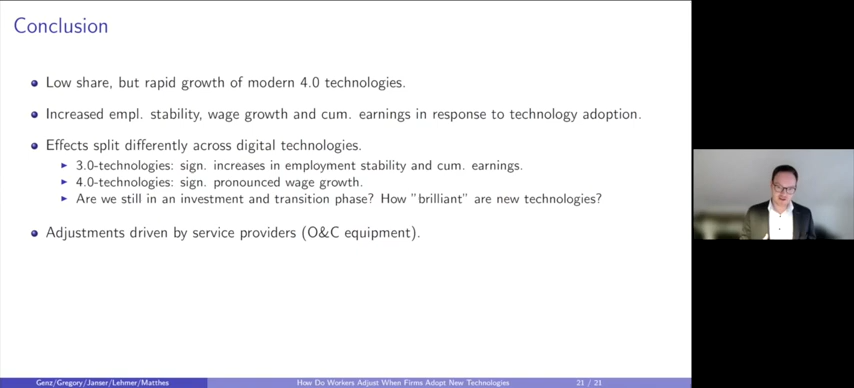 Conclusion
Low share, but rapid growth of modern 4.0 technologies.
Increased empl. stability, wage growth and cum. earnings in response to technology adoption.
Effects split differently across digital technologies.
3.0-technologies: sign. increases in employment stability and cum. earnings.
4.0-technologies: sign. pronounced wage growth.
Are we still in an investment and transition phase? How "brilliant" are new technologies?
Adjustments driven by service providers (O&C equipment).
Genz/Gregory/Janser/Lehmer/Matthes How Do Workers Adjust When Firms Adopt New Technologies 21 / 21